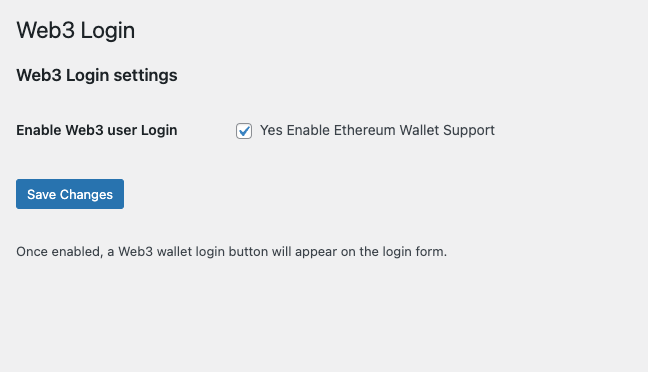 Web3 Login
Web3 Login settings
Enable Web3 user Login
Yes Enable Ethereum Wallet Support
Save Changes
Once enabled, a Web3 wallet login button will appear on the login form.